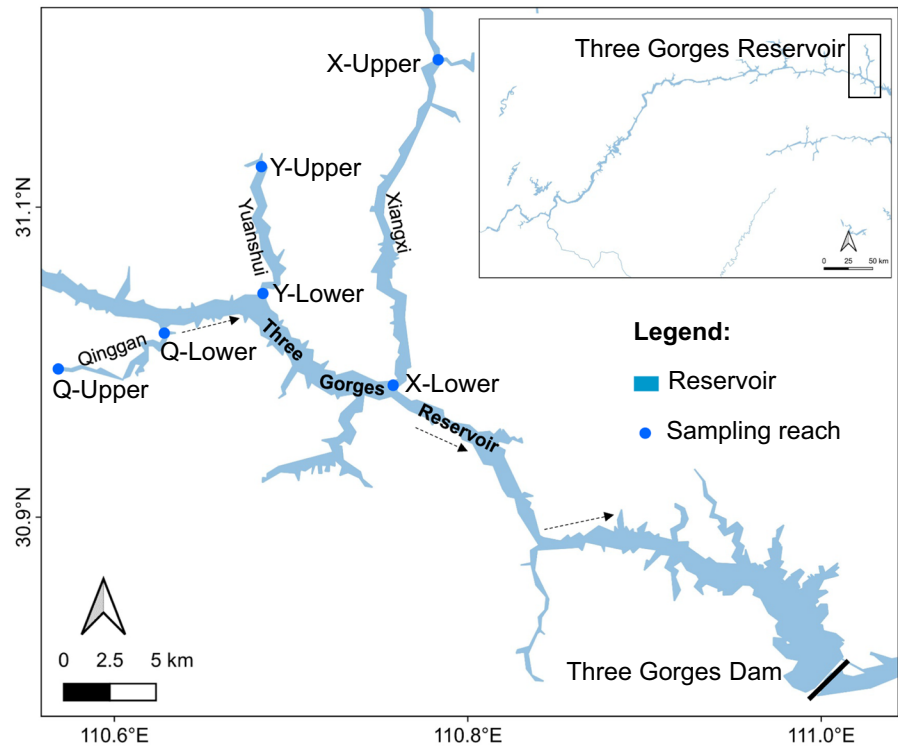 X-Upper
Three Gorges Reservoir
Y-Upper
31.1°N
Yuanshui
Xiangxi
0 25 50 km
Y-Lower
Legend:
Qinggan
Q-Lower
Three
Q-Upper
Gorges
X-Lower
Reservoir
Reservoir
Sampling reach
30.9°N
0 2.5 5 km
Three Gorges Dam
110.6°E
110.8°E
111.0°E